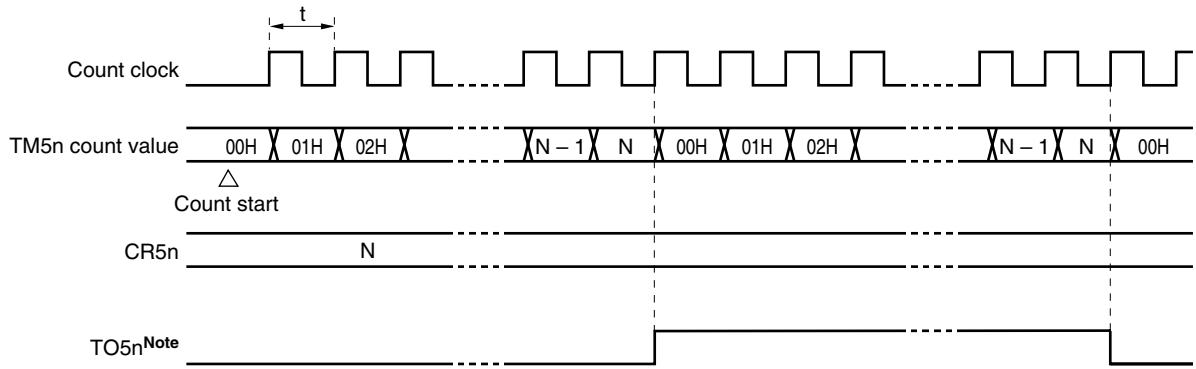 t
Count clock
TM5n count value 00H 01H 02H N – 1 N 00H 01H 02H N – 1 N 00H
Count start
CR5n N
TO5nNote